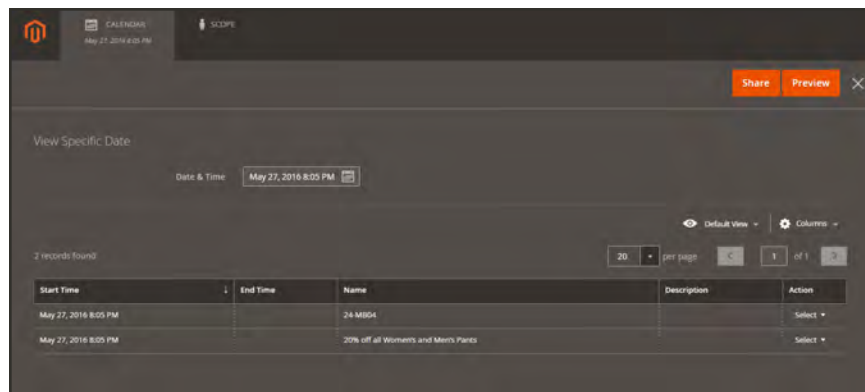 CALENDAR
May 27, 2016 8:05 PM
SCOPE
Share
Preview
View Specific Date
Date & Time
May 27, 2016 8:05 PM
Default View
Columns
2 records found
20
per page
1
of 1
Start Time
End Time
Name
Description
Action
May 27, 2016 8:05 PM
24-MB04
Select
May 27, 2016 8:05 PM
20% off all Women's and Men's Pants
Select